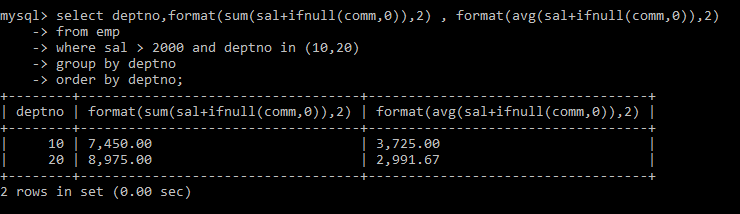 mysql> select deptno,format(sum(sal+ifnull(comm,0)),2) , format(avg(sal+ifnull(comm,0)),2)
    -> from emp
    -> where sal > 2000 and deptno in (10,20)
    -> group by deptno
    -> order by deptno;
+--------+-----------------------------------+-----------------------------------+
| deptno | format(sum(sal+ifnull(comm,0)),2) | format(avg(sal+ifnull(comm,0)),2) |
+--------+-----------------------------------+-----------------------------------+
|     10 | 7,450.00                          | 3,725.00                          |
|     20 | 8,975.00                          | 2,991.67                          |
+--------+-----------------------------------+-----------------------------------+
2 rows in set (0.00 sec)